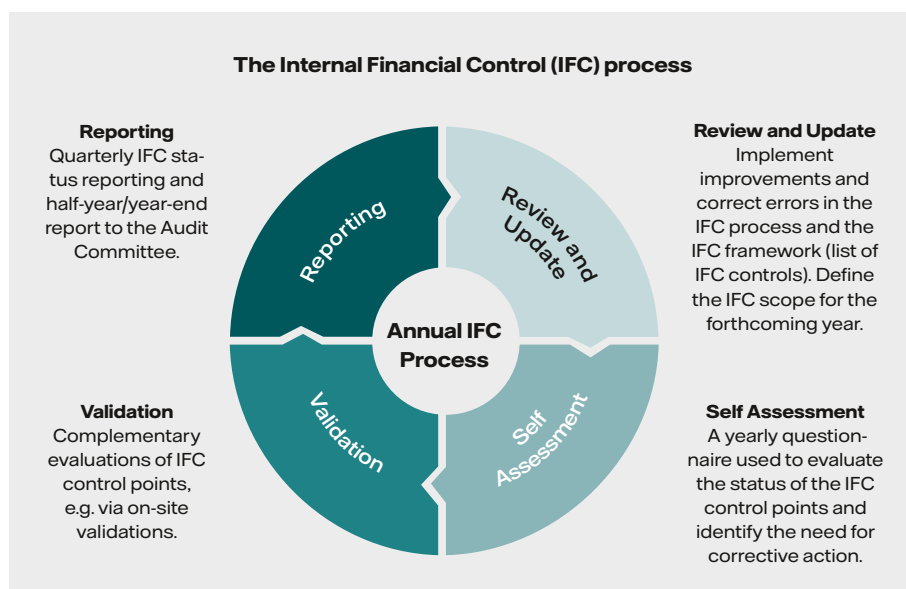 The Internal Financial Control (IFC) process
Reporting
Quarterly IFC sta-
tus reporting and
half-year/year-end
report to the Audit
Committee.
Review and Update
Implement
improvements and
correct errors in the
IFC process and the
IFC framework (list of
IFC controls). Define
the IFC scope for the
forthcoming year.
Reporting
Review and
Update
Annual IFC
Process
Validation
Self
Assessment
Validation
Complementary
evaluations of IFC
control points,
e.g. via on-site
validations.
Self Assessment
A yearly question-
naire used to evaluate
the status of the IFC
control points and
identify the need for
corrective action.